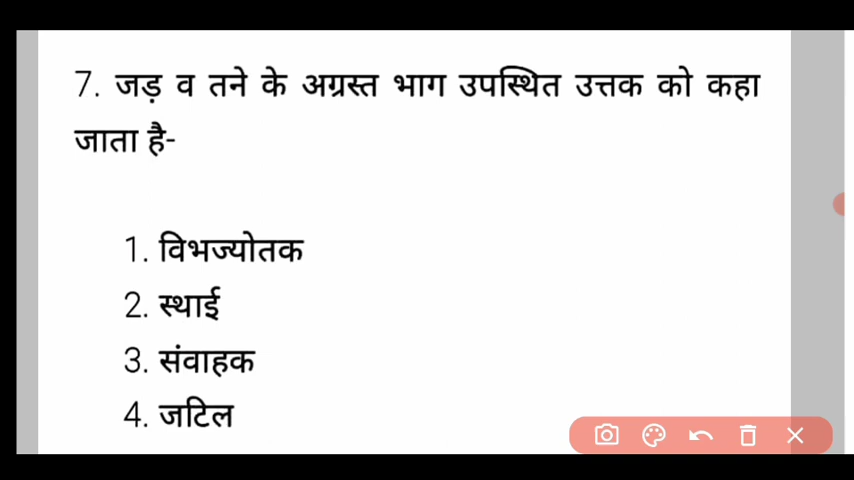 7. जड़ व तने के अग्रस्त भाग उपस्थित उत्तक को कहा
जाता है-
1. विभज्योतक
2. स्थाई
3. संवाहक
4. जटिल